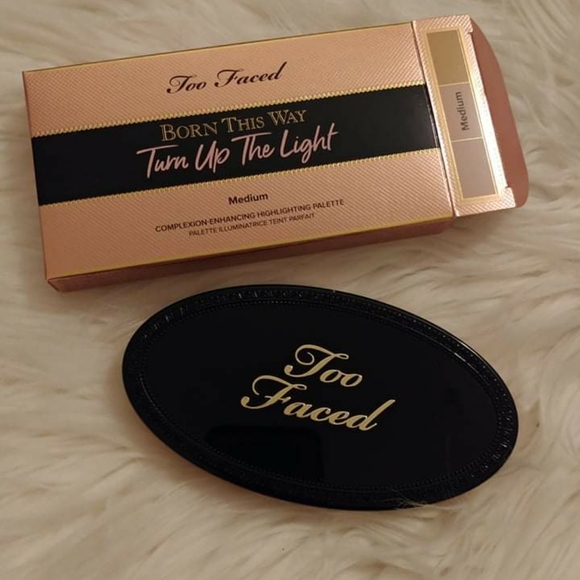 Too Faced
BORN THIS WAY
Turn Up The Light
Medium
COMPLEXION-ENHANCING HIGHLIGHTING PALETTE
PALETTE ILLUMINATRICE TEINT PARFAIT
Medium
Too
Faced